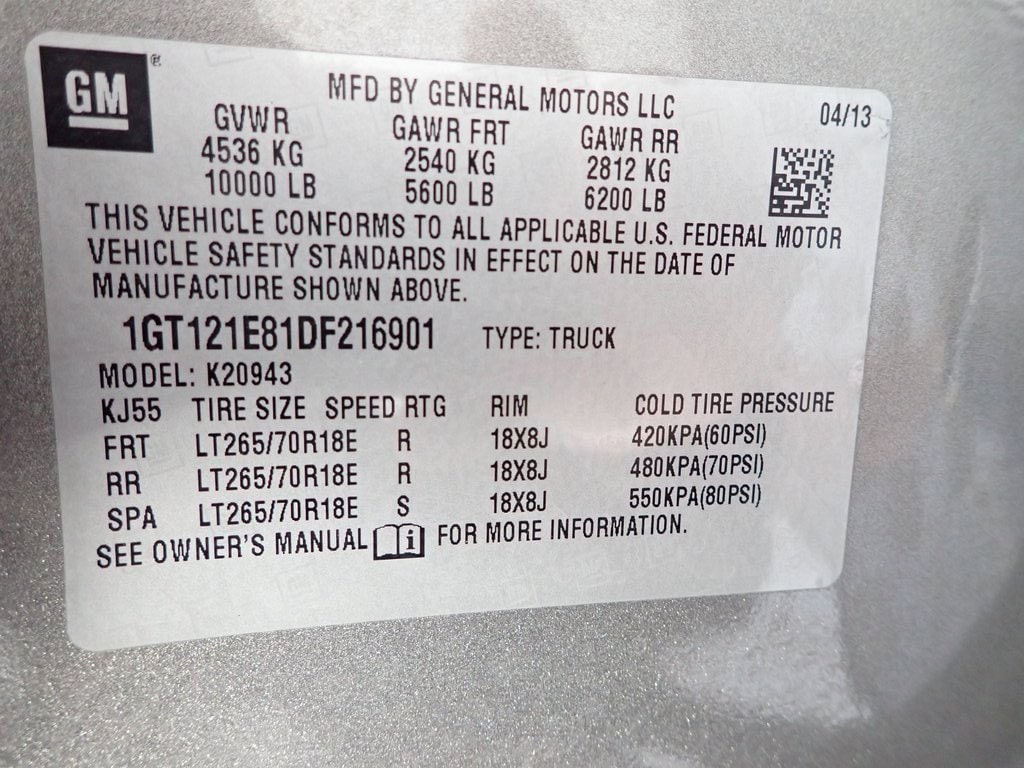 GM ®
MFD BY GENERAL MOTORS LLC 04/13
GVWR GAWR FRT GAWR RR
4536 KG 2540 KG 2812 KG
10000 LB 5600 LB 6200 LB
THIS VEHICLE CONFORMS TO ALL APPLICABLE U.S. FEDERAL MOTOR
VEHICLE SAFETY STANDARDS IN EFFECT ON THE DATE OF
MANUFACTURE SHOWN ABOVE.
1GT121E81DF216901 TYPE: TRUCK
MODEL: K20943
KJ55 TIRE SIZE SPEED RTG RIM COLD TIRE PRESSURE
FRT LT265/70R18E R 18X8J 420KPA(60PSI)
RR LT265/70R18E R 18X8J 480KPA(70PSI)
SPA LT265/70R18E S 18X8J 550KPA(80PSI)
SEE OWNER'S MANUAL i FOR MORE INFORMATION.